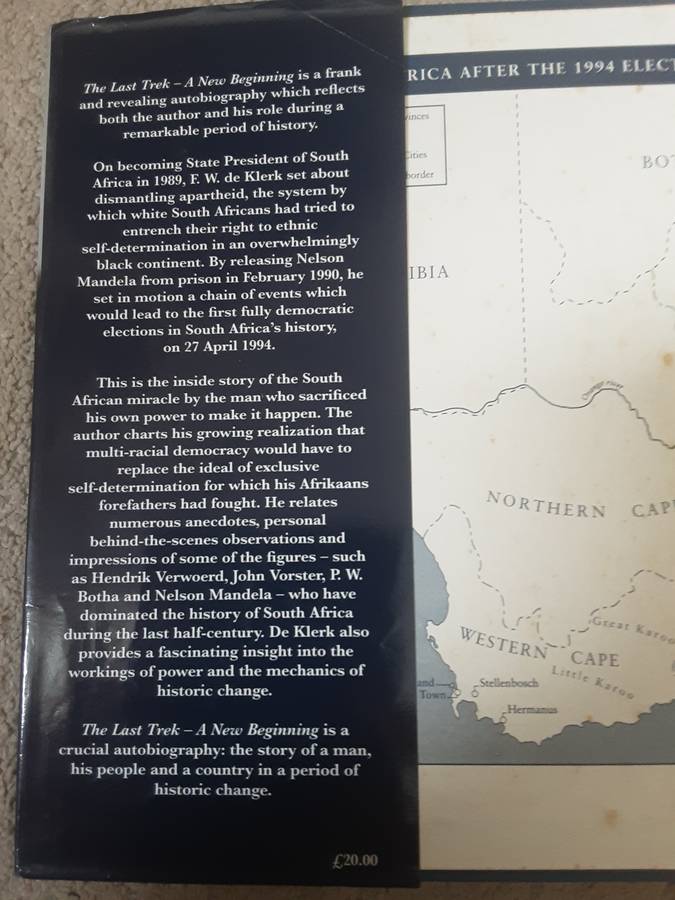 The Last Trek – A New Beginning is a frank
and revealing autobiography which reflects
both the author and his role during a
remarkable period of history.
On becoming State President of South
Africa in 1989, F. W. de Klerk set about
dismantling apartheid, the system by
which white South Africans had tried to
entrench their right to ethnic
self-determination in an overwhelmingly
black continent. By releasing Nelson
Mandela from prison in February 1990, he
set in motion a chain of events which
would lead to the first fully democratic
elections in South Africa's history,
on 27 April 1994.
This is the inside story of the South
African miracle by the man who sacrificed
his own power to make it happen. The
author charts his growing realization that
multi-racial democracy would have to
replace the ideal of exclusive
self-determination for which his Afrikaans
forefathers had fought. He relates
numerous anecdotes, personal
behind-the-scenes observations and
impressions of some of the figures – such
as Hendrik Verwoerd, John Vorster, P. W.
Botha and Nelson Mandela – who have
dominated the history of South Africa
during the last half-century. De Klerk also
provides a fascinating insight into the
workings of power and the mechanics of
historic change.
The Last Trek – A New Beginning is a
crucial autobiography: the story of a man,
his people and a country in a period of
historic change.
£20.00
RICA AFTER THE 1994 ELECT
inces
Cities
border
BOT
IBIA
Orange river
NORTHERN CAP
Great Karoo
WESTERN CAPE
Little Karoo
and
Town
Stellenbosch
Hermanus